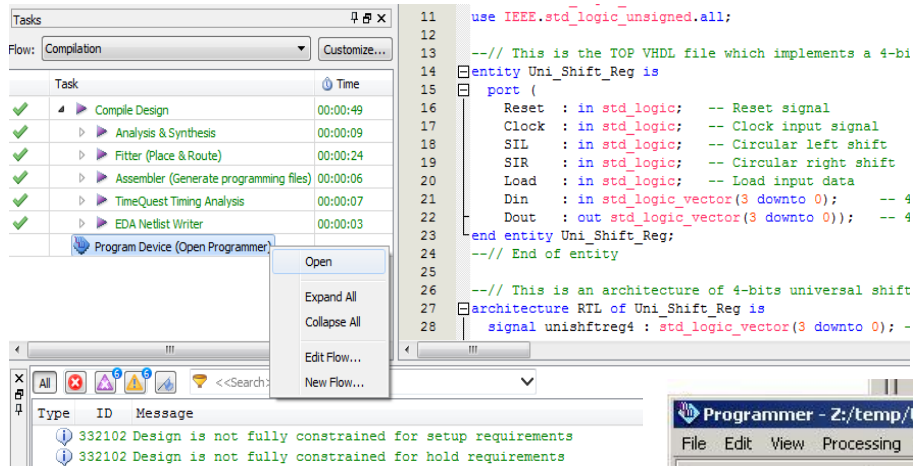 Tasks
Flow: Compilation Customize...
Task Time
Compile Design 00:00:49
Analysis & Synthesis 00:00:09
Fitter (Place & Route) 00:00:24
Assembler (Generate programming files) 00:00:06
TimeQuest Timing Analysis 00:00:07
EDA Netlist Writer 00:00:03
Program Device (Open Programmer)
Open
Expand All
Collapse All
Edit Flow...
New Flow...
11 use IEEE.std_logic_unsigned.all;
12
13 --// This is the TOP VHDL file which implements a 4-bi
14 entity Uni_Shift_Reg is
15 port (
16 Reset : in std_logic; -- Reset signal
17 Clock : in std_logic; -- Clock input signal
18 SIL : in std_logic; -- Circular left shift
19 SIR : in std_logic; -- Circular right shift
20 Load : in std_logic; -- Load input data
21 Din : in std_logic_vector(3 downto 0); -- 4
22 Dout : out std_logic_vector(3 downto 0)); -- 4
23 end entity Uni_Shift_Reg;
24 --// End of entity
25
26 --// This is an architecture of 4-bits universal shift
27 architecture RTL of Uni_Shift_Reg is
28 signal unishftreg4 : std_logic_vector(3 downto 0); -
All 6 6 <<Search>
Type ID Message
332102 Design is not fully constrained for setup requirements
332102 Design is not fully constrained for hold requirements
Programmer - Z:/temp/
File Edit View Processing